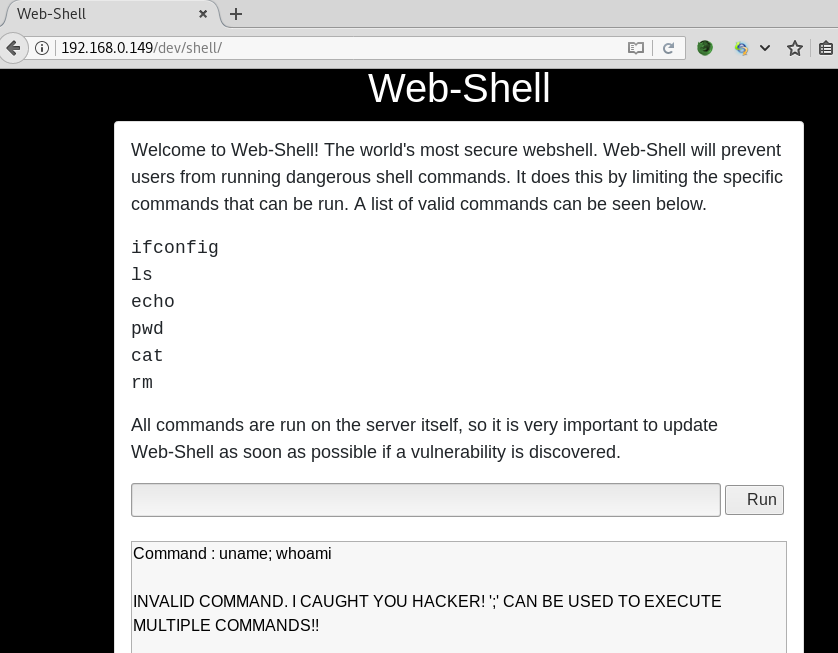 Web-Shell
192.168.0.149/dev/shell/
Web-Shell
Welcome to Web-Shell! The world's most secure webshell. Web-Shell will prevent
users from running dangerous shell commands. It does this by limiting the specific
commands that can be run. A list of valid commands can be seen below.
ifconfig
ls
echo
pwd
cat
rm
All commands are run on the server itself, so it is very important to update
Web-Shell as soon as possible if a vulnerability is discovered.
Run
Command : uname; whoami
INVALID COMMAND. I CAUGHT YOU HACKER! ';' CAN BE USED TO EXECUTE
MULTIPLE COMMANDS!!